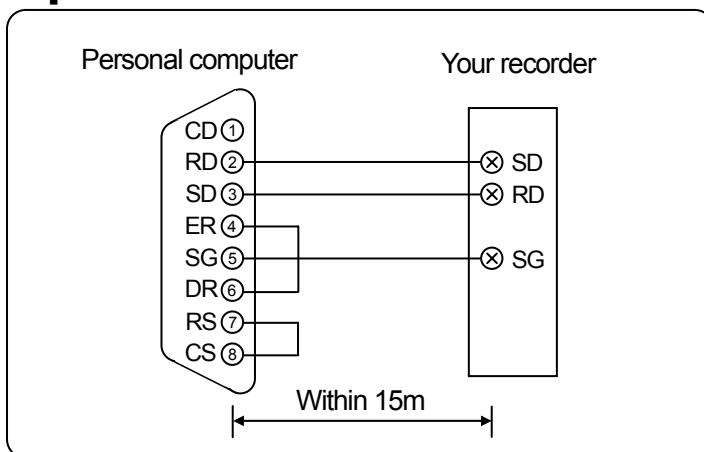 Personal computer
Your recorder
CD①
RD② SD
SD③ RD
ER④
SG⑤ SG
DR⑥
RS⑦
CS⑧
Within 15m